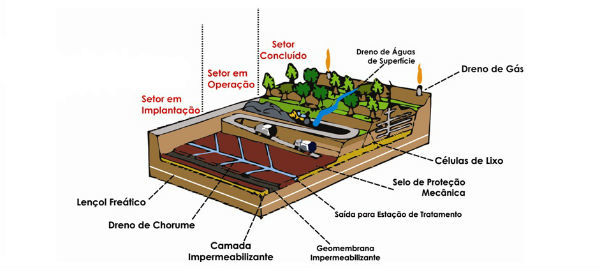 Setor em
Implantação
Setor em
Operação
Setor
Concluído
Dreno de Águas
de Superfície
Dreno de Gás
Células de Lixo
Selo de Proteção
Mecânica
Saída para Estação de Tratamento
Geomembrana
Impermeabilizante
Camada
Impermeabilizante
Dreno de Chorume
Lençol Freático